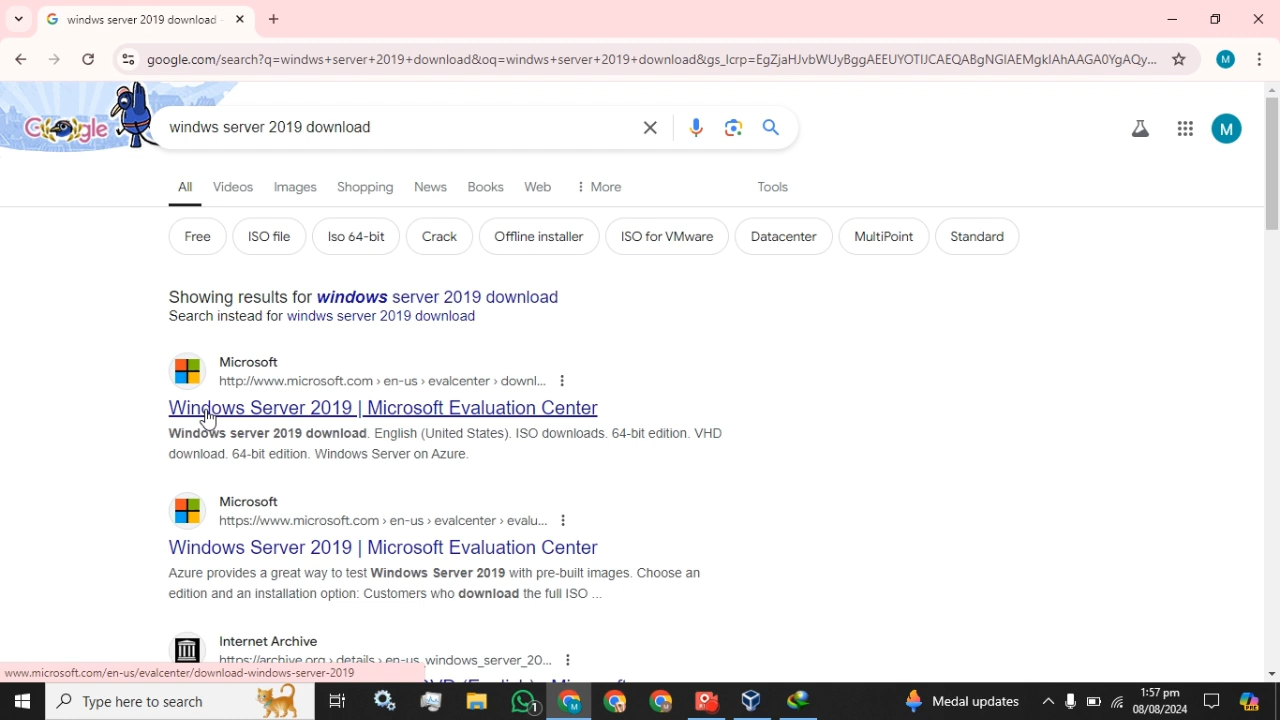 windws server 2019 download
google.com/search?q=windws+server+2019+download&oq=windws+server+2019+download&gs_lcrp=EgZjaHJvbWUyBggAEEUYOTIJCAEQABgNGIAEMgkIAhAAGA0YgAQy...
M
Google
windws server 2019 download
M
All Videos Images Shopping News Books Web More Tools
Free ISO file Iso 64-bit Crack Offline installer ISO for VMware Datacenter MultiPoint Standard
Showing results for windows server 2019 download
Search instead for windws server 2019 download
Microsoft
http://www.microsoft.com › en-us › evalcenter › downl...
Windows Server 2019 | Microsoft Evaluation Center
Windows server 2019 download. English (United States). ISO downloads. 64-bit edition. VHD
download. 64-bit edition. Windows Server on Azure.
Microsoft
https://www.microsoft.com › en-us › evalcenter › evalu...
Windows Server 2019 | Microsoft Evaluation Center
Azure provides a great way to test Windows Server 2019 with pre-built images. Choose an
edition and an installation option: Customers who download the full ISO ...
Internet Archive
https://archive.org › details › en-us_windows_server_20...
www.microsoft.com/en-us/evalcenter/download-windows-server-2019
Type here to search
1
Medal updates
1:57 pm
08/08/2024